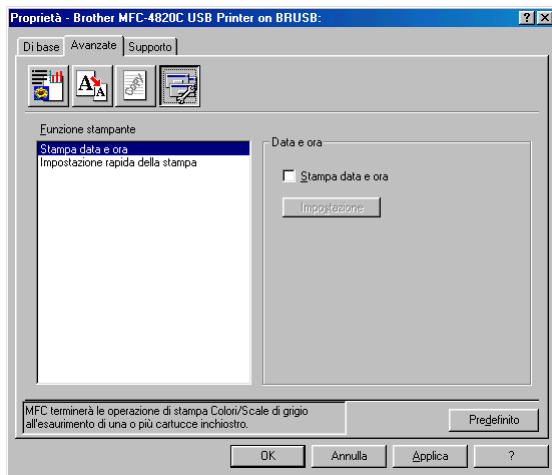 Proprietà - Brother MFC-4820C USB Printer on BRUSB:
Di base Avanzate Supporto
Funzione stampante
Stampa data e ora
Impostazione rapida della stampa
Data e ora
Stampa data e ora
Impostazione
MFC terminerà le operazione di stampa Colori/Scale di grigio
all'esaurimento di una o più cartucce inchiostro.
Predefinito
OK Annulla Applica ?